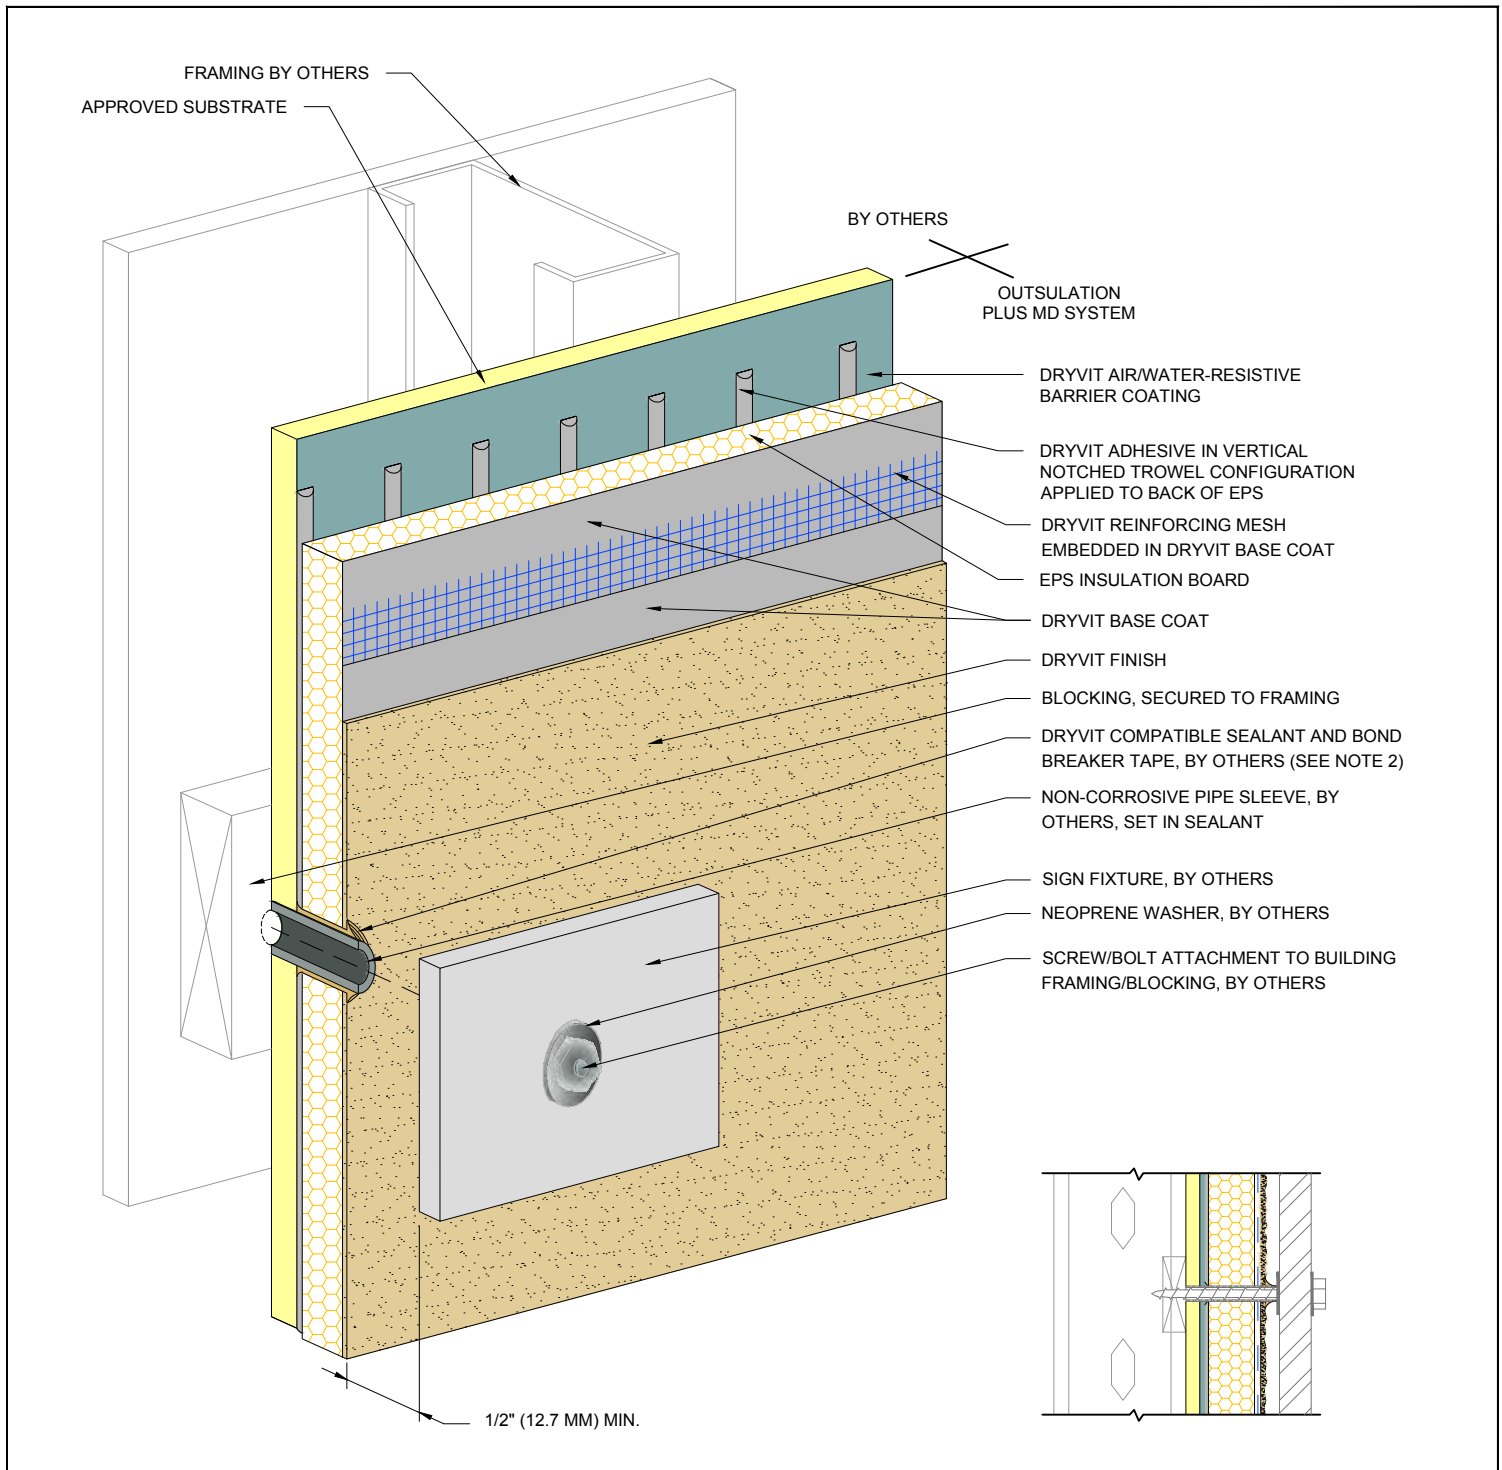 FRAMING BY OTHERS
APPROVED SUBSTRATE
BY OTHERS
OUTSULATION
PLUS MD SYSTEM
DRYVIT AIR/WATER-RESISTIVE
BARRIER COATING
DRYVIT ADHESIVE IN VERTICAL
NOTCHED TROWEL CONFIGURATION
APPLIED TO BACK OF EPS
DRYVIT REINFORCING MESH
EMBEDDED IN DRYVIT BASE COAT
EPS INSULATION BOARD
DRYVIT BASE COAT
DRYVIT FINISH
BLOCKING, SECURED TO FRAMING
DRYVIT COMPATIBLE SEALANT AND BOND
BREAKER TAPE, BY OTHERS (SEE NOTE 2)
NON-CORROSIVE PIPE SLEEVE, BY
OTHERS, SET IN SEALANT
SIGN FIXTURE, BY OTHERS
NEOPRENE WASHER, BY OTHERS
SCREW/BOLT ATTACHMENT TO BUILDING
FRAMING/BLOCKING, BY OTHERS
1/2" (12.7 MM) MIN.